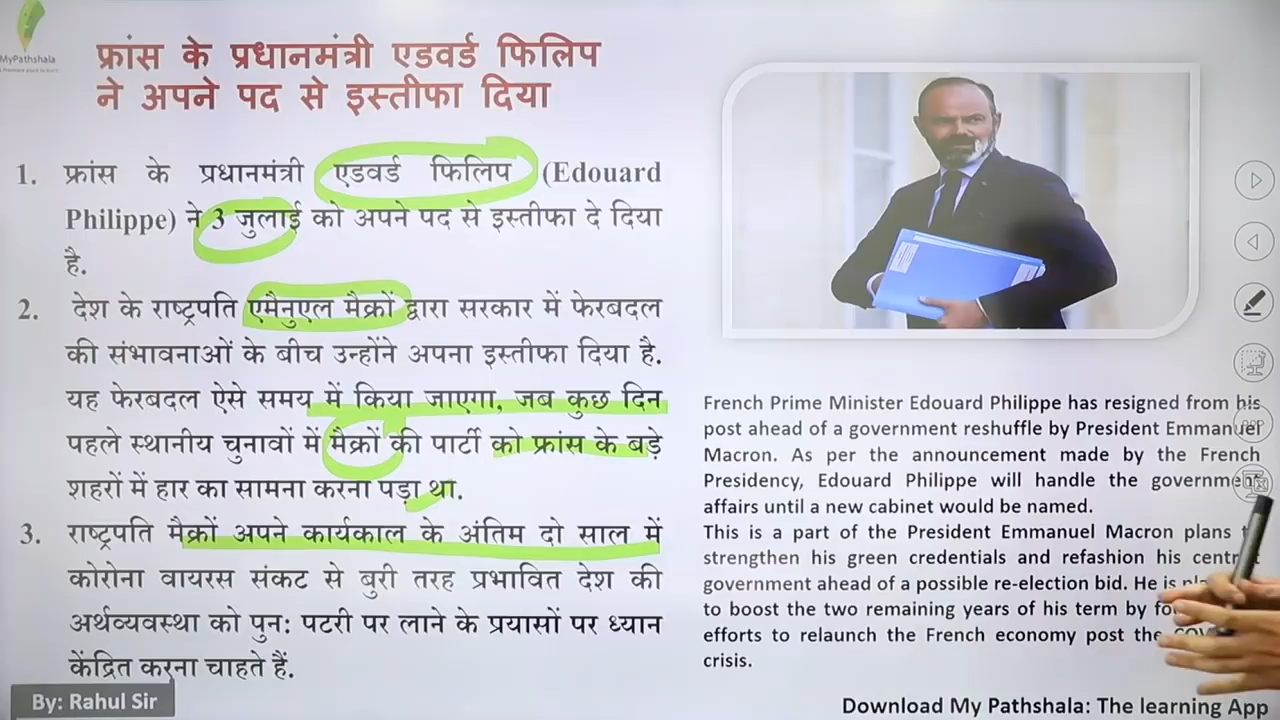 MyPathshala
फ्रांस के प्रधानमंत्री एडवर्ड फिलिप
ने अपने पद से इस्तीफा दिया
1. फ्रांस के प्रधानमंत्री एडवर्ड फिलिप (Edouard
Philippe) ने 3 जुलाई को अपने पद से इस्तीफा दे दिया
है.
2. देश के राष्ट्रपति एमैनुएल मैक्रों द्वारा सरकार में फेरबदल
की संभावनाओं के बीच उन्होंने अपना इस्तीफा दिया है.
यह फेरबदल ऐसे समय में किया जाएगा, जब कुछ दिन
पहले स्थानीय चुनावों में मैक्रों की पार्टी को फ्रांस के बड़े
शहरों में हार का सामना करना पड़ा था.
3. राष्ट्रपति मैक्रों अपने कार्यकाल के अंतिम दो साल में
कोरोना वायरस संकट से बुरी तरह प्रभावित देश की
अर्थव्यवस्था को पुन: पटरी पर लाने के प्रयासों पर ध्यान
केंद्रित करना चाहते हैं.
By: Rahul Sir
French Prime Minister Edouard Philippe has resigned from his
post ahead of a government reshuffle by President Emmanuel
Macron. As per the announcement made by the French
Presidency, Edouard Philippe will handle the government
affairs until a new cabinet would be named.
This is a part of the President Emmanuel Macron plans
strengthen his green credentials and refashion his
government ahead of a possible re-election bid. He is
to boost the two remaining years of his term by
efforts to relaunch the French economy post the
crisis.
Download My Pathshala: The learning App